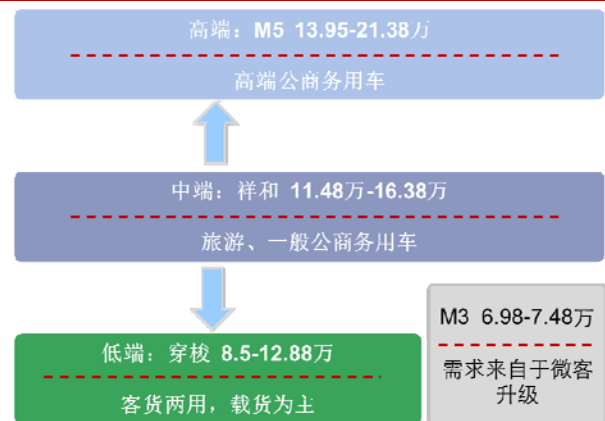 高端：M5 13.95-21.38万
高端公商务用车
中端：祥和 11.48万-16.38万
旅游、一般公商务用车
M3 6.98-7.48万
低端：穿梭 8.5-12.88万
需求来自于微客
升级
客货两用，载货为主